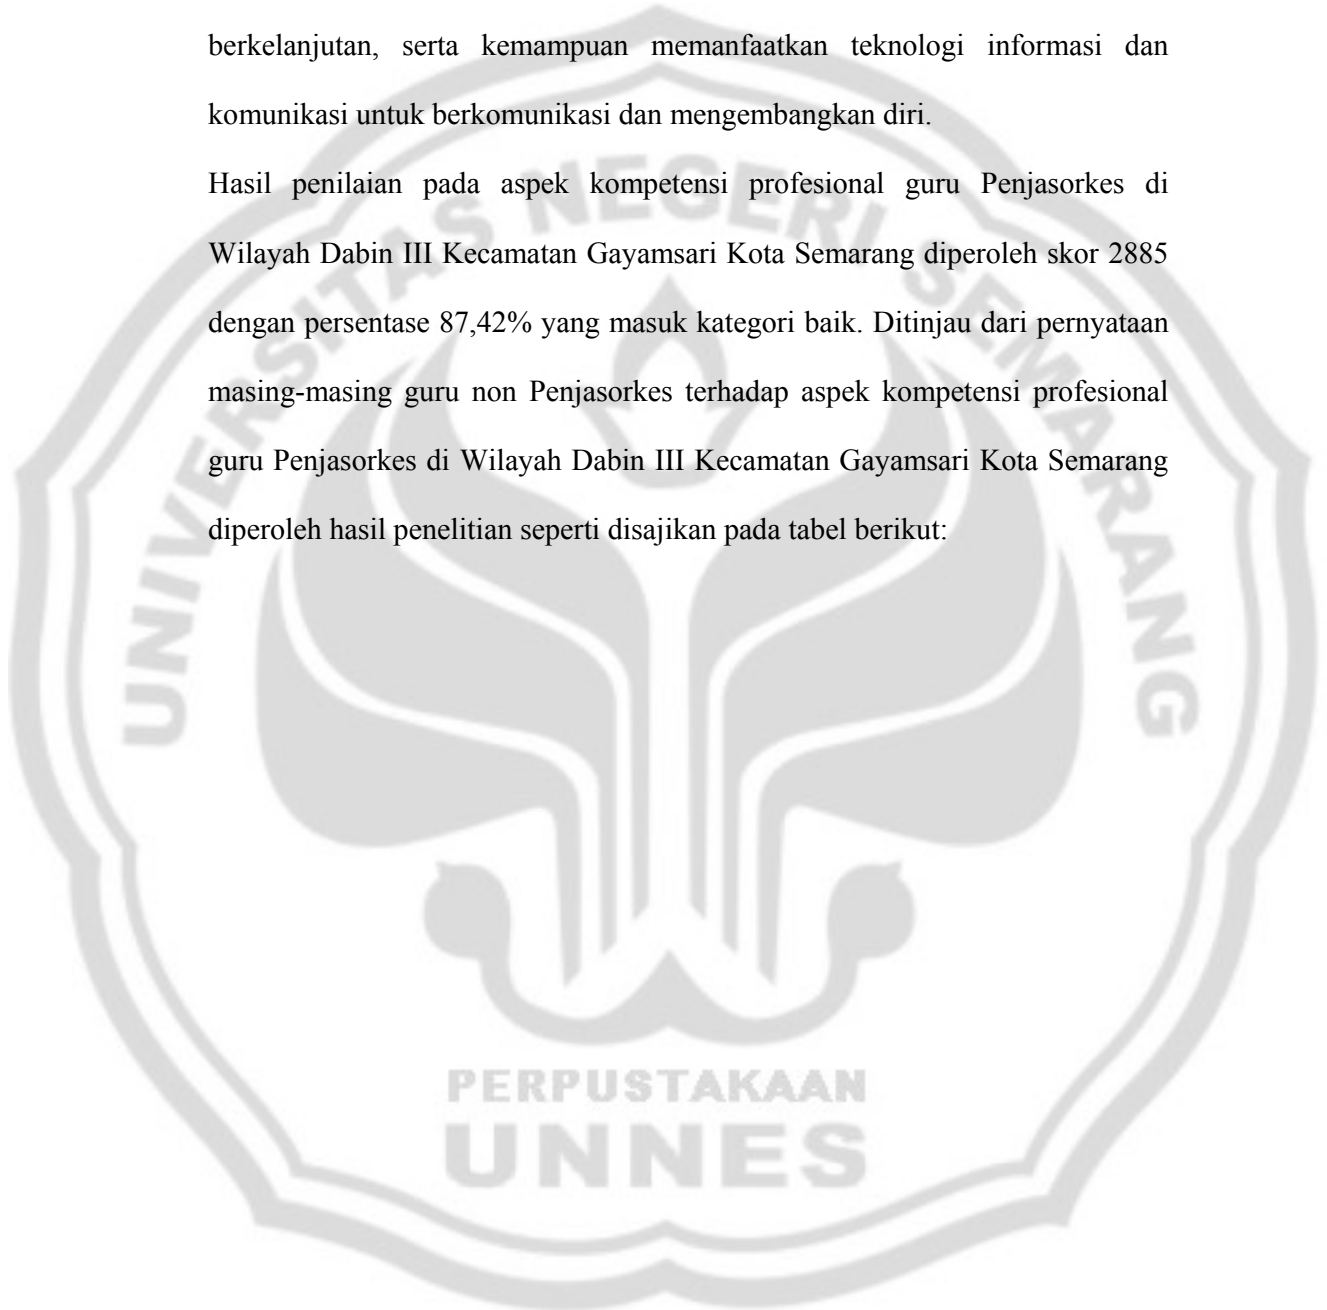 berkelanjutan, serta kemampuan memanfaatkan teknologi informasi dan
komunikasi untuk berkomunikasi dan mengembangkan diri.
Hasil penilaian pada aspek kompetensi profesional guru Penjasorkes di
Wilayah Dabin III Kecamatan Gayamsari Kota Semarang diperoleh skor 2885
dengan persentase 87,42% yang masuk kategori baik. Ditinjau dari pernyataan
masing-masing guru non Penjasorkes terhadap aspek kompetensi profesional
guru Penjasorkes di Wilayah Dabin III Kecamatan Gayamsari Kota Semarang
diperoleh hasil penelitian seperti disajikan pada tabel berikut:
UNIVERSITAS NEGERI SEMARANG
PERPUSTAKAAN
UNNES